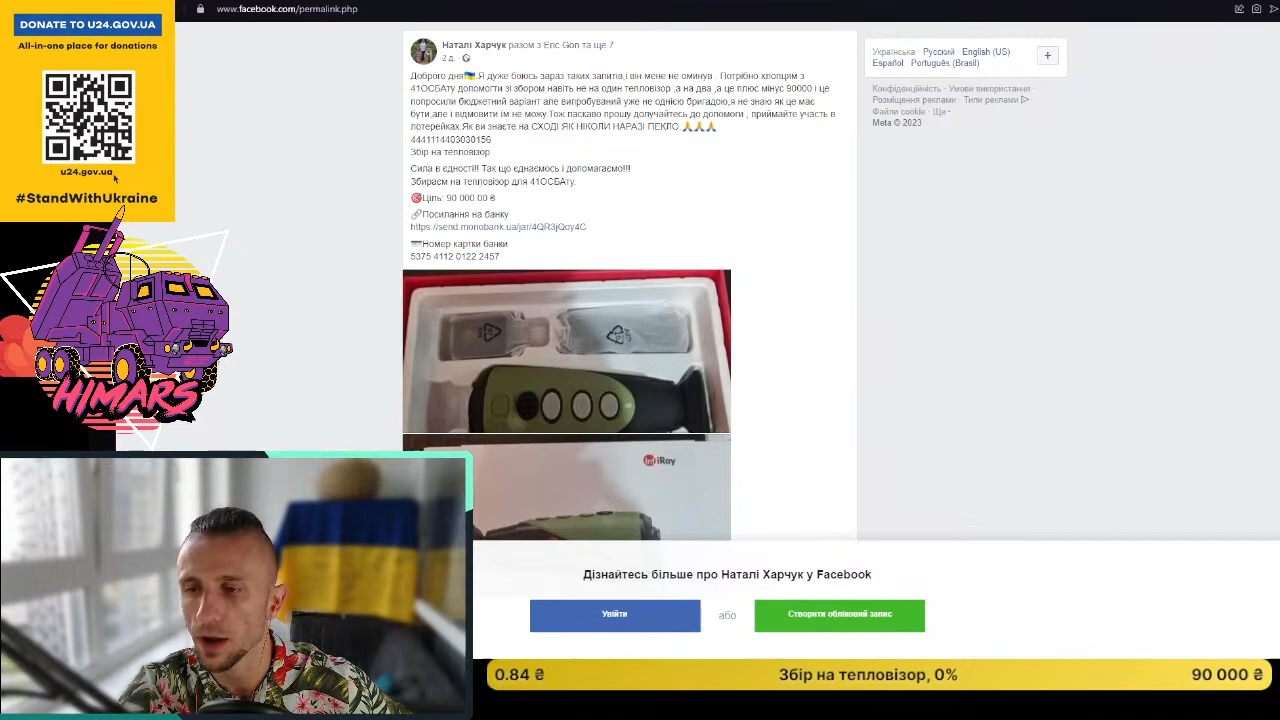 DONATE TO U24.GOV.UA
All-in-one place for donations
u24.gov.ua
#StandWithUkraine
HIMARS
www.facebook.com/permalink.php
Наталі Харчук разом з Eric Gon та ще 7
2 д. ·
Доброго дня🇺🇦.Я дуже боюсь зараз таких запитів,і він мене не оминув . Потрібно хлопцям з
41ОСБАту допомогти зі збором навіть не на один тепловізор ,а на два ,а це плюс мінус 90000 і це
попросили бюджетний варіант але випробуваний уже не однією бригадою,я не знаю як це має
бути,але і відмовити їм не можу.Тож ласкаво прошу долучайтесь до допомоги , приймайте участь в
лотерейках.Як ви знаєте на СХОДІ ЯК НІКОЛИ НАРАЗІ ПЕКЛО.🙏🙏🙏
4441114403030156
Збір на тепловізор
Сила в єдності!! Так що єднаємось і допомагаємо!!!
Збираєм на тепловізор для 41ОСБАту.
🎯Ціль: 90 000.00 ₴
🔗Посилання на банку
https://send.monobank.ua/jar/4QR3jQoy4C
💳Номер картки банки
5375 4112 0122 2457
InfiRay
Українська Русский English (US)
Español Português (Brasil)
+
Конфіденційність · Умови використання ·
Розміщення реклами · Типи реклами ·
Файли cookie · Ще ·
Meta © 2023
Дізнайтесь більше про Наталі Харчук у Facebook
Увійти
або
Створити обліковий запис
0.84 ₴ Збір на тепловізор, 0% 90 000 ₴